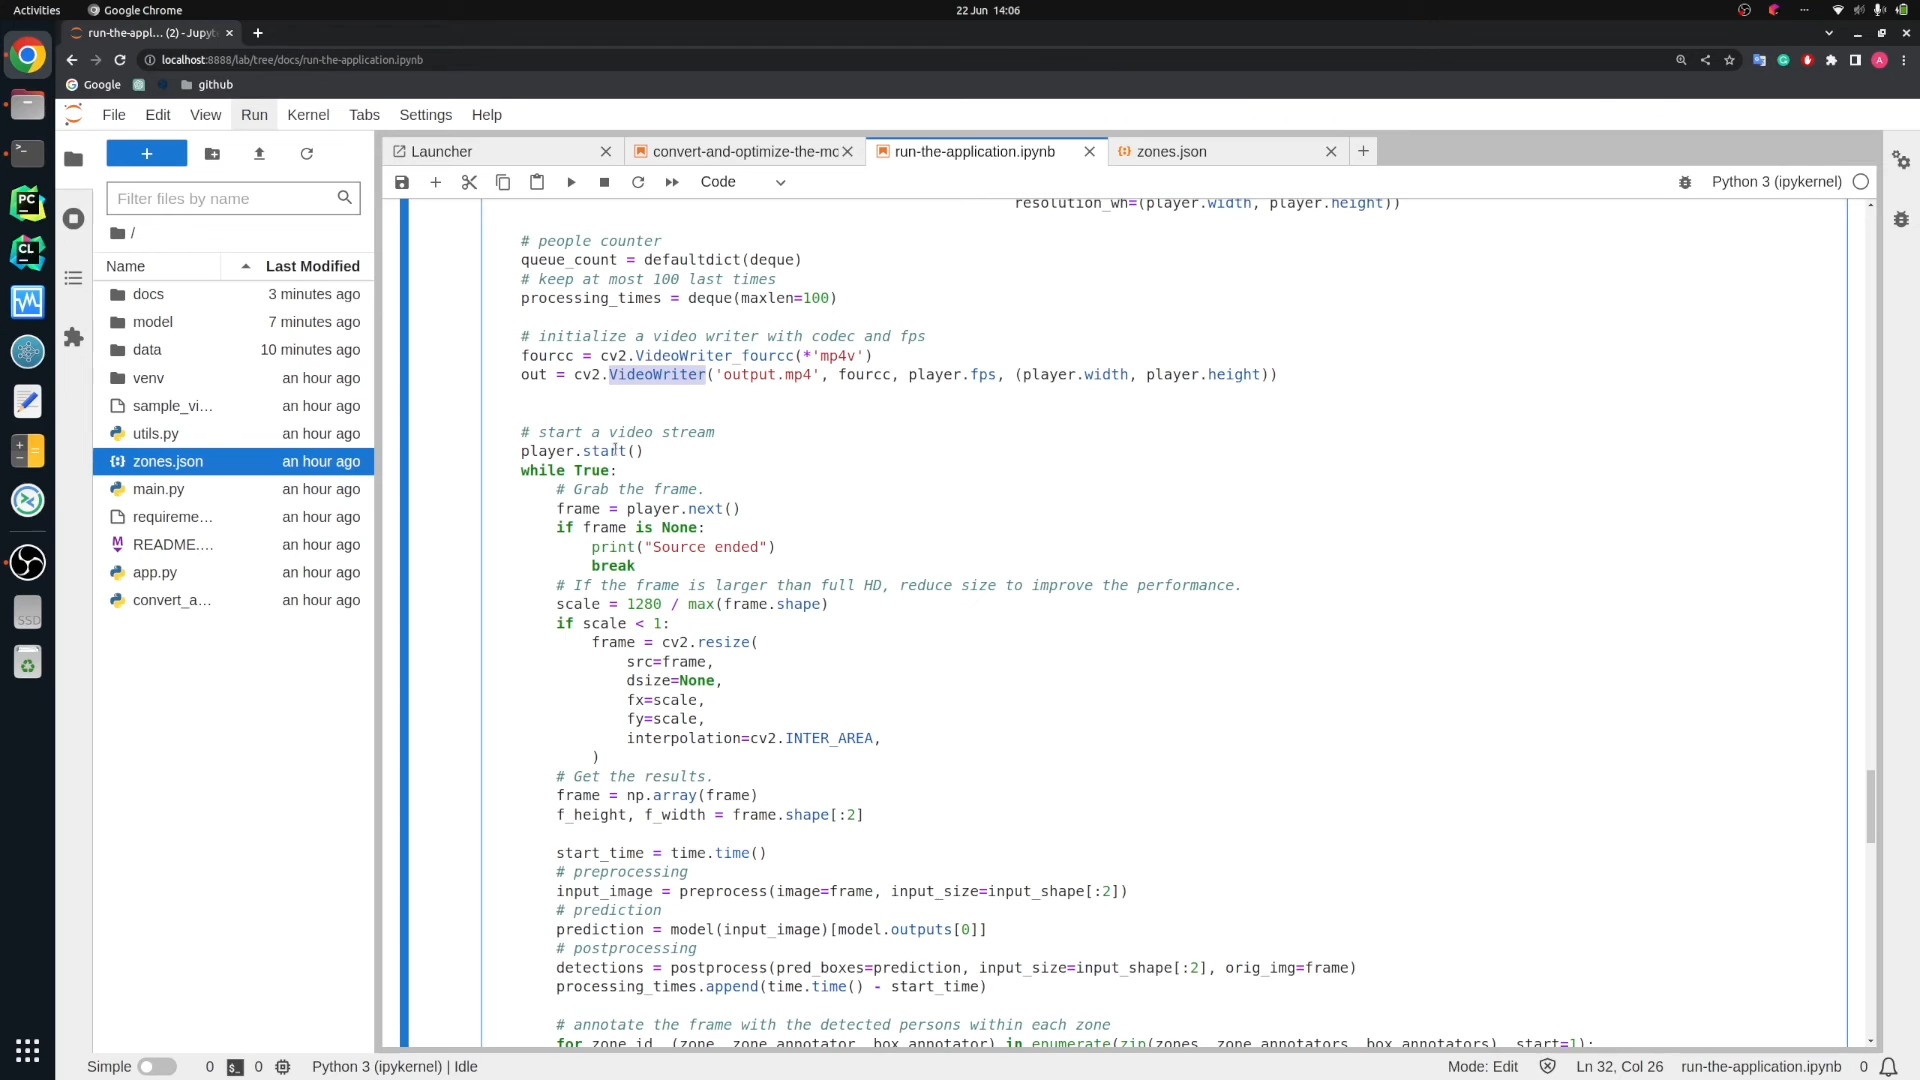 Activities
Google Chrome
22 Jun 14:06
run-the-appl... (2) - Jupyt
localhost:8888/lab/tree/docs/run-the-application.ipynb
Google
github
File
Edit
View
Run
Kernel
Tabs
Settings
Help
Launcher
convert-and-optimize-the-mo
run-the-application.ipynb
zones.json
Code
Python 3 (ipykernel)
Filter files by name
/
Name
Last Modified
docs 3 minutes ago
model 7 minutes ago
data 10 minutes ago
venv an hour ago
sample_vi... an hour ago
utils.py an hour ago
zones.json an hour ago
main.py an hour ago
requireme... an hour ago
README.... an hour ago
app.py an hour ago
convert_a... an hour ago
resolution_wh=(player.width, player.height))
# people counter
queue_count = defaultdict(deque)
# keep at most 100 last times
processing_times = deque(maxlen=100)
# initialize a video writer with codec and fps
fourcc = cv2.VideoWriter_fourcc(*'mp4v')
out = cv2.VideoWriter('output.mp4', fourcc, player.fps, (player.width, player.height))
# start a video stream
player.start()
while True:
# Grab the frame.
frame = player.next()
if frame is None:
print("Source ended")
break
# If the frame is larger than full HD, reduce size to improve the performance.
scale = 1280 / max(frame.shape)
if scale < 1:
frame = cv2.resize(
src=frame,
dsize=None,
fx=scale,
fy=scale,
interpolation=cv2.INTER_AREA,
)
# Get the results.
frame = np.array(frame)
f_height, f_width = frame.shape[:2]
start_time = time.time()
# preprocessing
input_image = preprocess(image=frame, input_size=input_shape[:2])
# prediction
prediction = model(input_image)[model.outputs[0]]
# postprocessing
detections = postprocess(pred_boxes=prediction, input_size=input_shape[:2], orig_img=frame)
processing_times.append(time.time() - start_time)
# annotate the frame with the detected persons within each zone
for zone_id, (zone, zone_annotator, box_annotator) in enumerate(zip(zones, zone_annotators, box_annotators), start=1):
Simple
0
0
Python 3 (ipykernel) | Idle
Mode: Edit
Ln 32, Col 26
run-the-application.ipynb
0